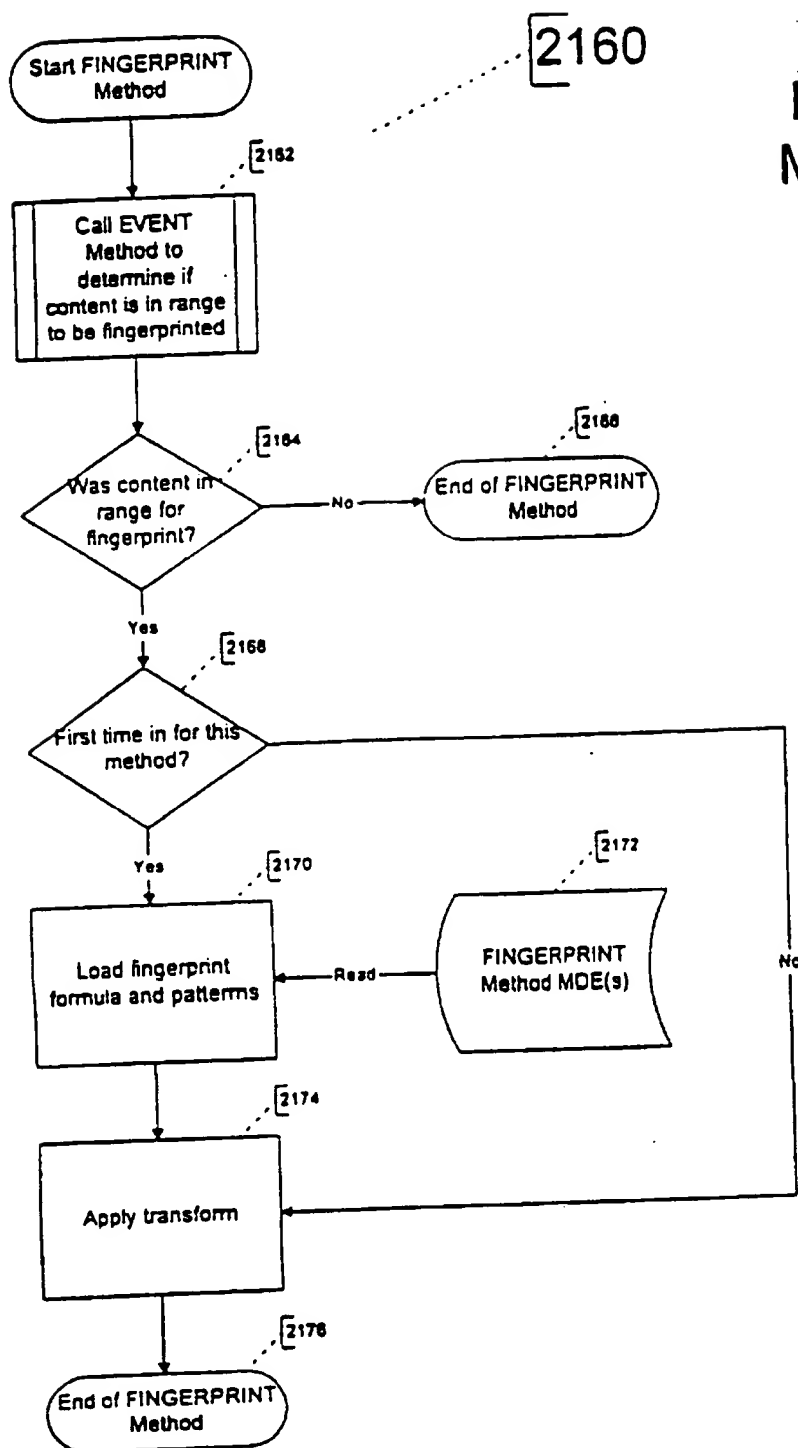 2160
Start FINGERPRINT
Method
2162
Call EVENT
Method to
determine if
content is in range
to be fingerprinted
2164
Was content in
range for
fingerprint?
No
2166
End of FINGERPRINT
Method
Yes
2168
First time in for this
method?
Yes
2170
Load fingerprint
formula and patterms
Read
2172
FINGERPRINT
Method MDE(s)
No
2174
Apply transform
2176
End of FINGERPRINT
Method